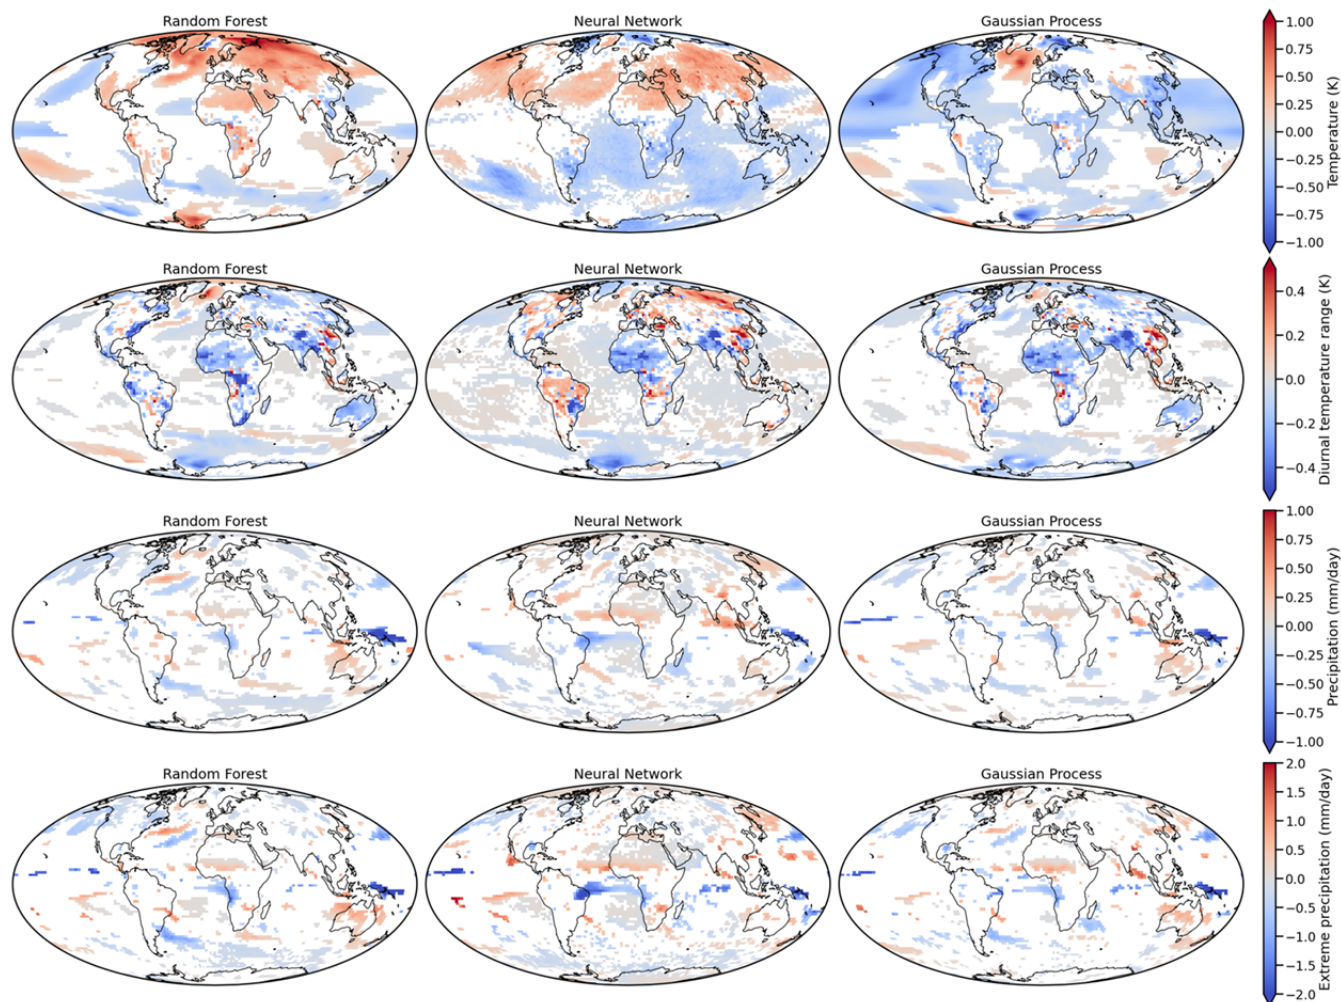 Random Forest
Neural Network
Gaussian Process
1.00
0.75
0.50
0.25
0.00
−0.25
−0.50
−0.75
−1.00
Temperature (K)
Random Forest
Neural Network
Gaussian Process
0.4
0.2
0.0
−0.2
−0.4
Diurnal temperature range (K)
Random Forest
Neural Network
Gaussian Process
1.00
0.75
0.50
0.25
0.00
−0.25
−0.50
−0.75
−1.00
Precipitation (mm/day)
Random Forest
Neural Network
Gaussian Process
2.0
1.5
1.0
0.5
0.0
−0.5
−1.0
−1.5
−2.0
Extreme precipitation (mm/day)